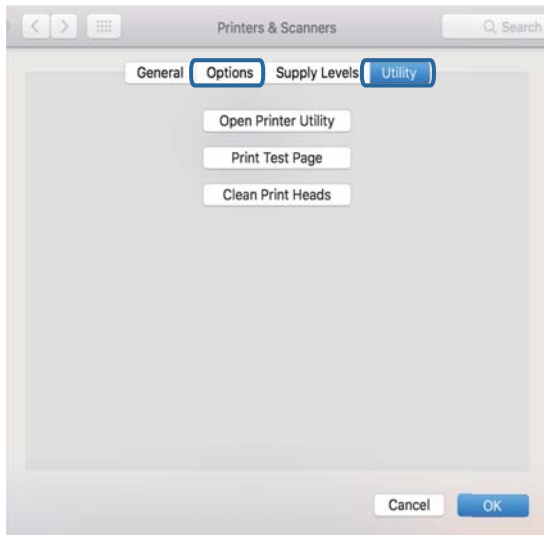 Printers & Scanners Search
General Options Supply Levels Utility
Open Printer Utility
Print Test Page
Clean Print Heads
Cancel OK